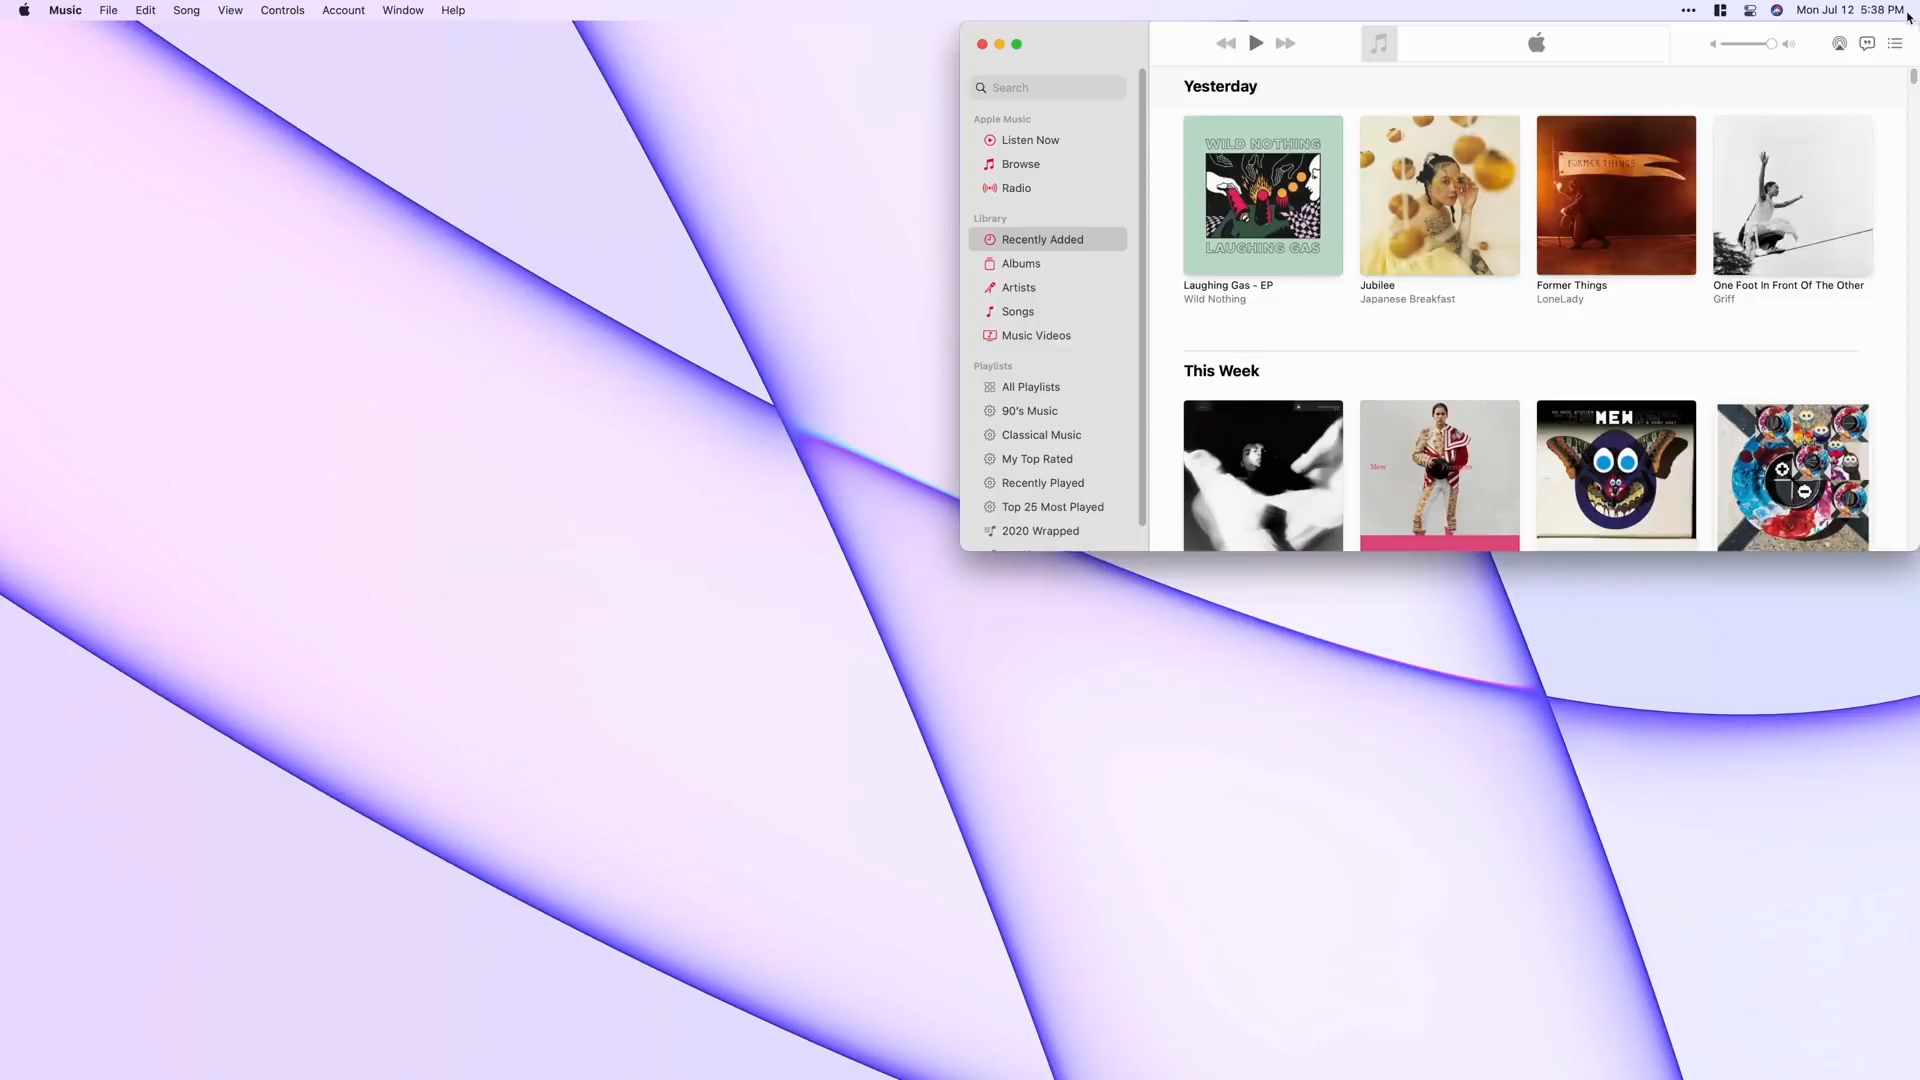 Music File Edit Song View Controls Account Window Help
Mon Jul 12 5:38 PM
Search
Apple Music
Listen Now
Browse
Radio
Library
Recently Added
Albums
Artists
Songs
Music Videos
Playlists
All Playlists
90's Music
Classical Music
My Top Rated
Recently Played
Top 25 Most Played
2020 Wrapped
Yesterday
WILD NOTHING
LAUGHING GAS
FORMER THINGS
Laughing Gas - EP
Wild Nothing
Jubilee
Japanese Breakfast
Former Things
LoneLady
One Foot In Front Of The Other
Griff
This Week
Mew
Frengers
MEW